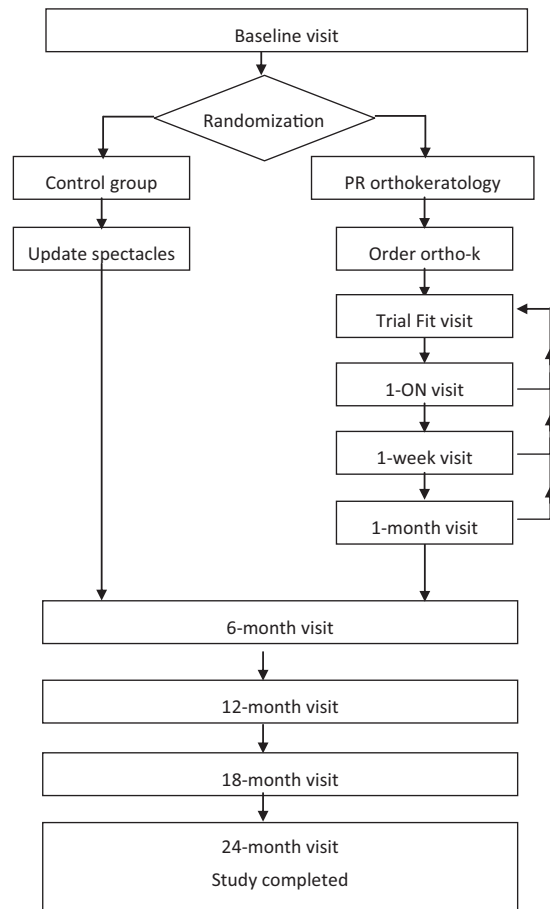 Baseline visit
Randomization
Control group
PR orthokeratology
Update spectacles
Order ortho-k
Trial Fit visit
1-ON visit
1-week visit
1-month visit
6-month visit
12-month visit
18-month visit
24-month visit
Study completed